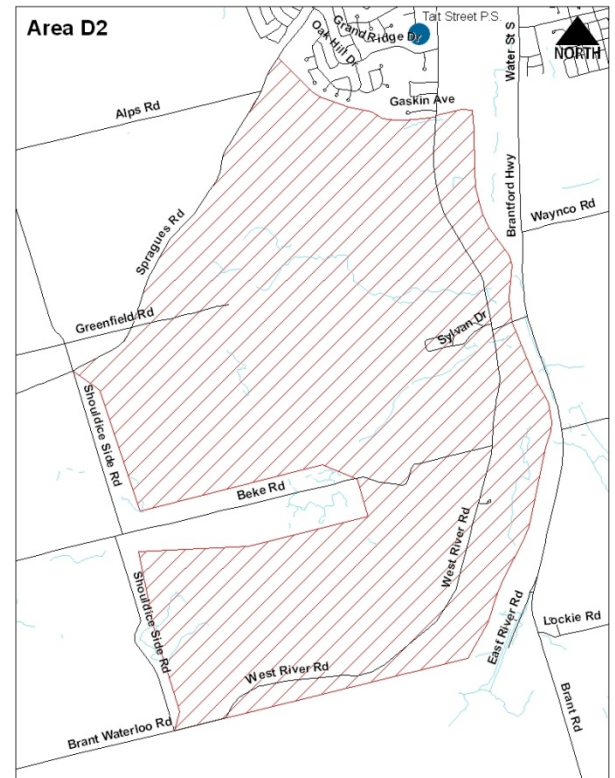 Area D2
Tait Street P.S.
Grand Ridge Dr
Oak Hill Dr
Water St S
NORTH
Gaskin Ave
Alps Rd
Brantford Hwy
Waynco Rd
Spragues Rd
Greenfield Rd
Sylvan Dr
Shouldice Side Rd
Beke Rd
West River Rd
Shouldice Side Rd
East River Rd
Lockie Rd
West River Rd
Brant Rd
Brant Waterloo Rd